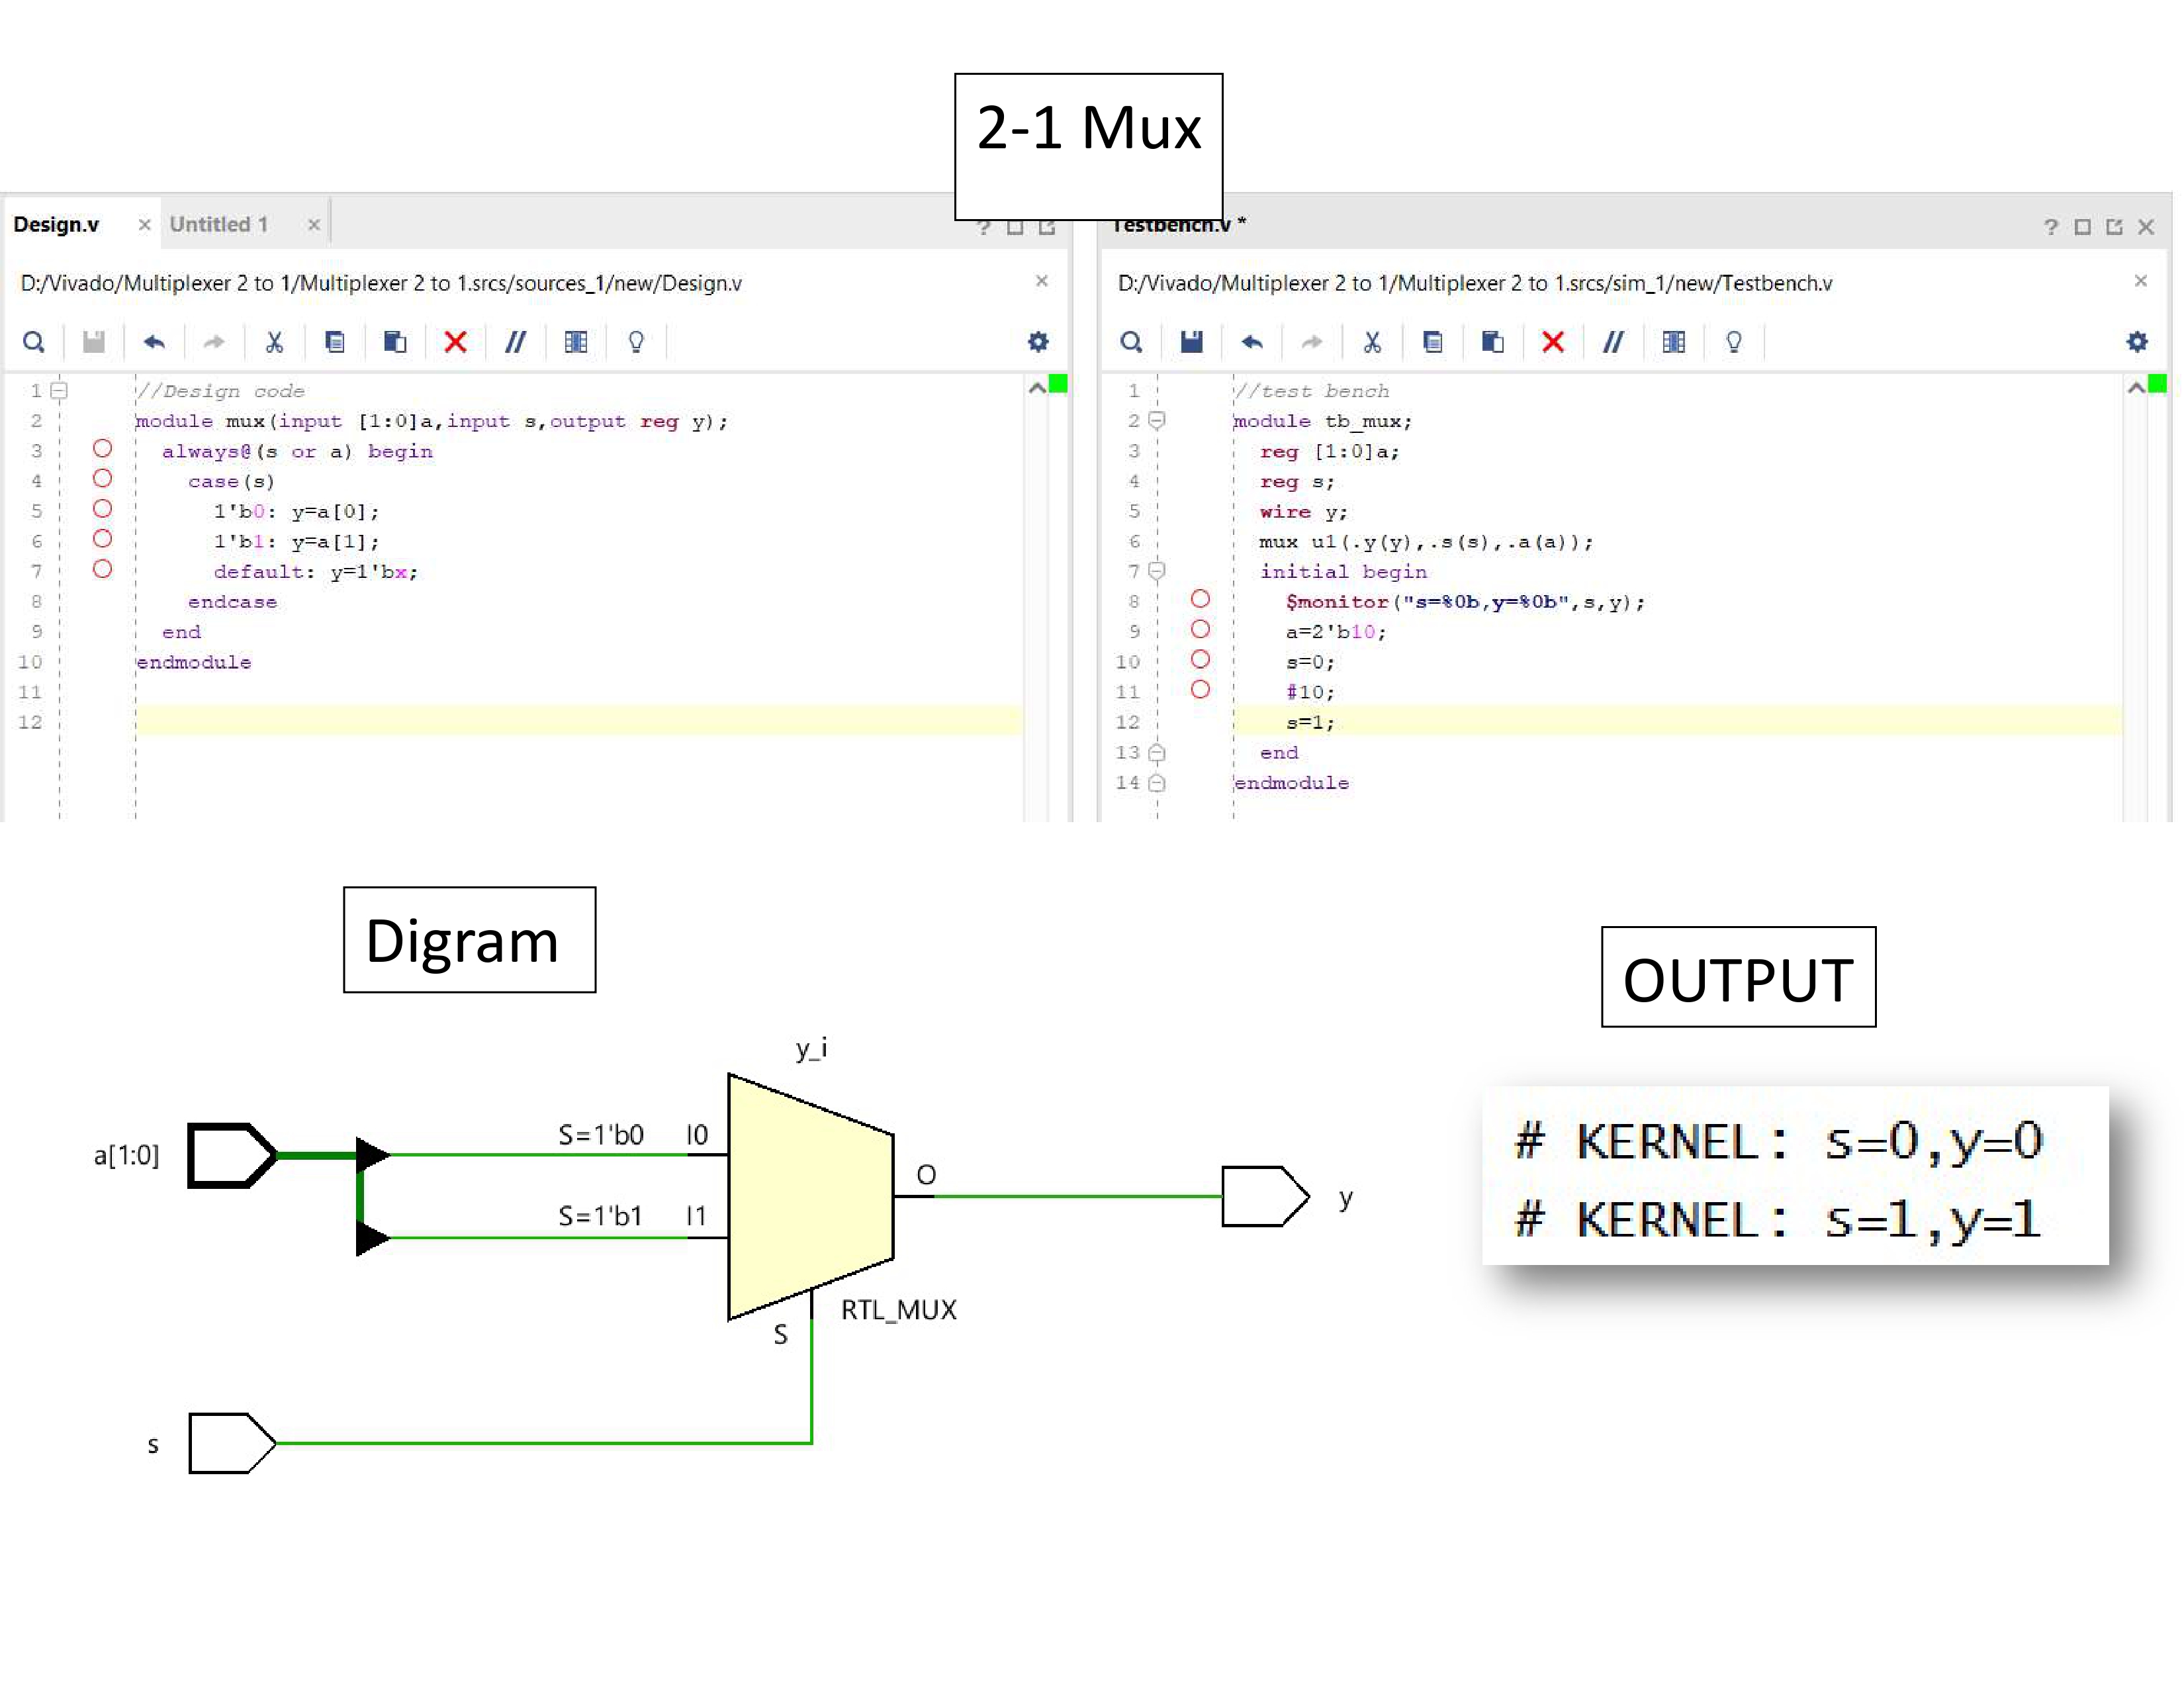 2-1 Mux
Design.v
Untitled 1
Testbench.v *
D:/Vivado/Multiplexer 2 to 1/Multiplexer 2 to 1.srcs/sources_1/new/Design.v
1 //Design code
2 module mux(input [1:0]a,input s,output reg y);
3 always@(s or a) begin
4 case(s)
5 1'b0: y=a[0];
6 1'b1: y=a[1];
7 default: y=1'bx;
8 endcase
9 end
10 endmodule
11
12
D:/Vivado/Multiplexer 2 to 1/Multiplexer 2 to 1.srcs/sim_1/new/Testbench.v
1 //test bench
2 module tb_mux;
3 reg [1:0]a;
4 reg s;
5 wire y;
6 mux u1(.y(y),.s(s),.a(a));
7 initial begin
8 $monitor("s=%0b,y=%0b",s,y);
9 a=2'b10;
10 s=0;
11 #10;
12 s=1;
13 end
14 endmodule
Digram
y_i
a[1:0]
S=1'b0 I0
S=1'b1 I1
O
y
S
RTL_MUX
s
OUTPUT
# KERNEL: s=0,y=0
# KERNEL: s=1,y=1